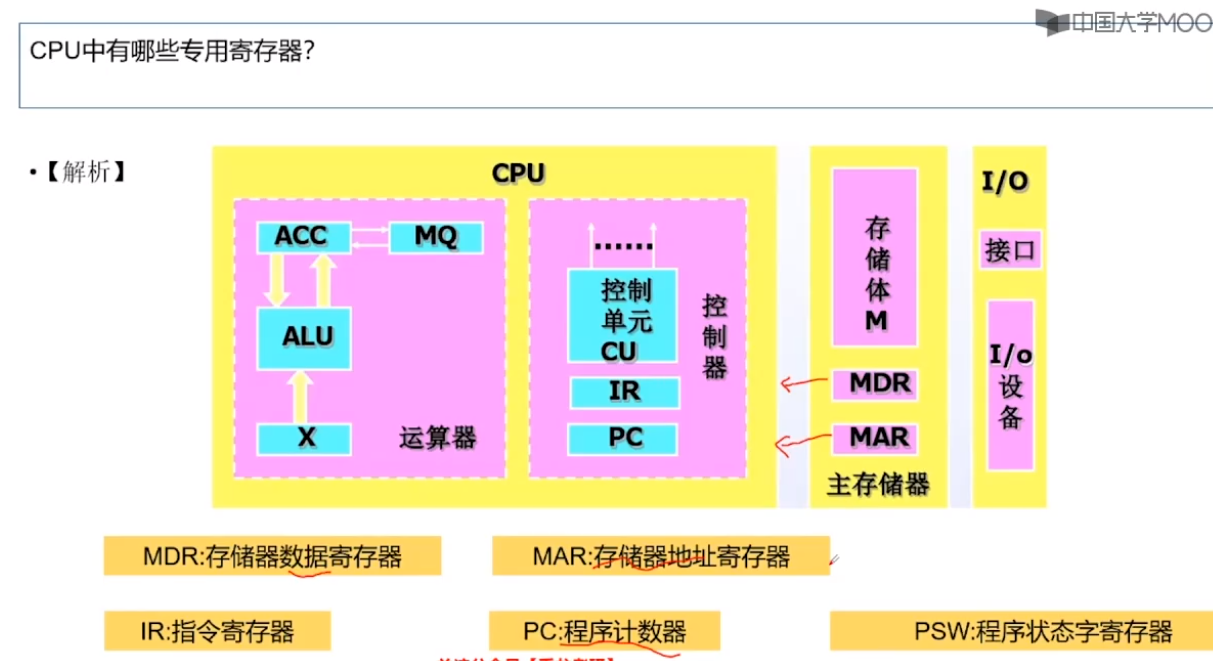 中国大学MOO
CPU中有哪些专用寄存器?
•【解析】
CPU
I/O
ACC
MQ
接口
存储体M
控制单元CU
控制器
ALU
I/o设备
IR
MDR
X
运算器
PC
MAR
主存储器
MDR:存储器数据寄存器
MAR:存储器地址寄存器
IR:指令寄存器
PC:程序计数器
PSW:程序状态字寄存器